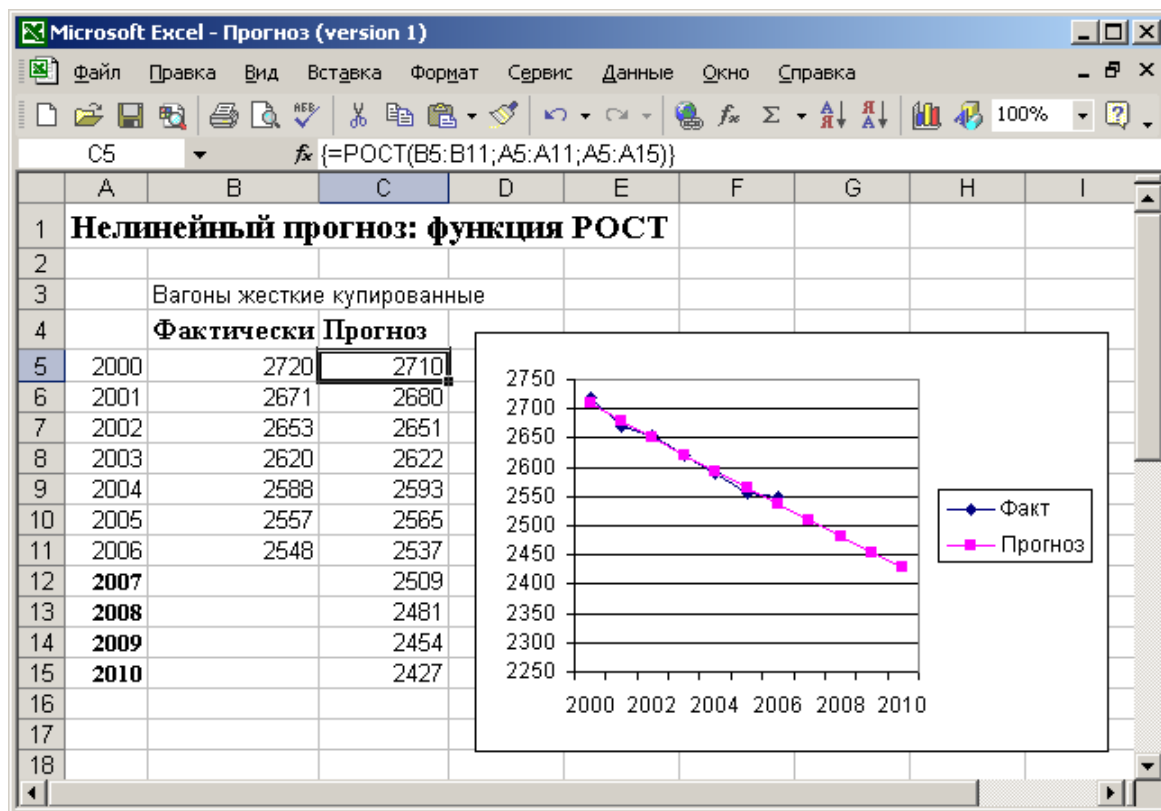 Microsoft Excel - Прогноз (version 1)
Файл Правка Вид Вставка Формат Сервис Данные Окно Справка
100%
C5 fx {=РОСТ(B5:B11;A5:A11;A5:A15)}
A B C D E F G H I
1 Нелинейный прогноз: функция РОСТ
2
3 Вагоны жесткие купированные
4 Фактически Прогноз
5 2000 2720 2710
6 2001 2671 2680
7 2002 2653 2651
8 2003 2620 2622
9 2004 2588 2593
10 2005 2557 2565
11 2006 2548 2537
12 2007 2509
13 2008 2481
14 2009 2454
15 2010 2427
16
17
18
2750
2700
2650
2600
2550
2500
2450
2400
2350
2300
2250
2000 2002 2004 2006 2008 2010
Факт
Прогноз